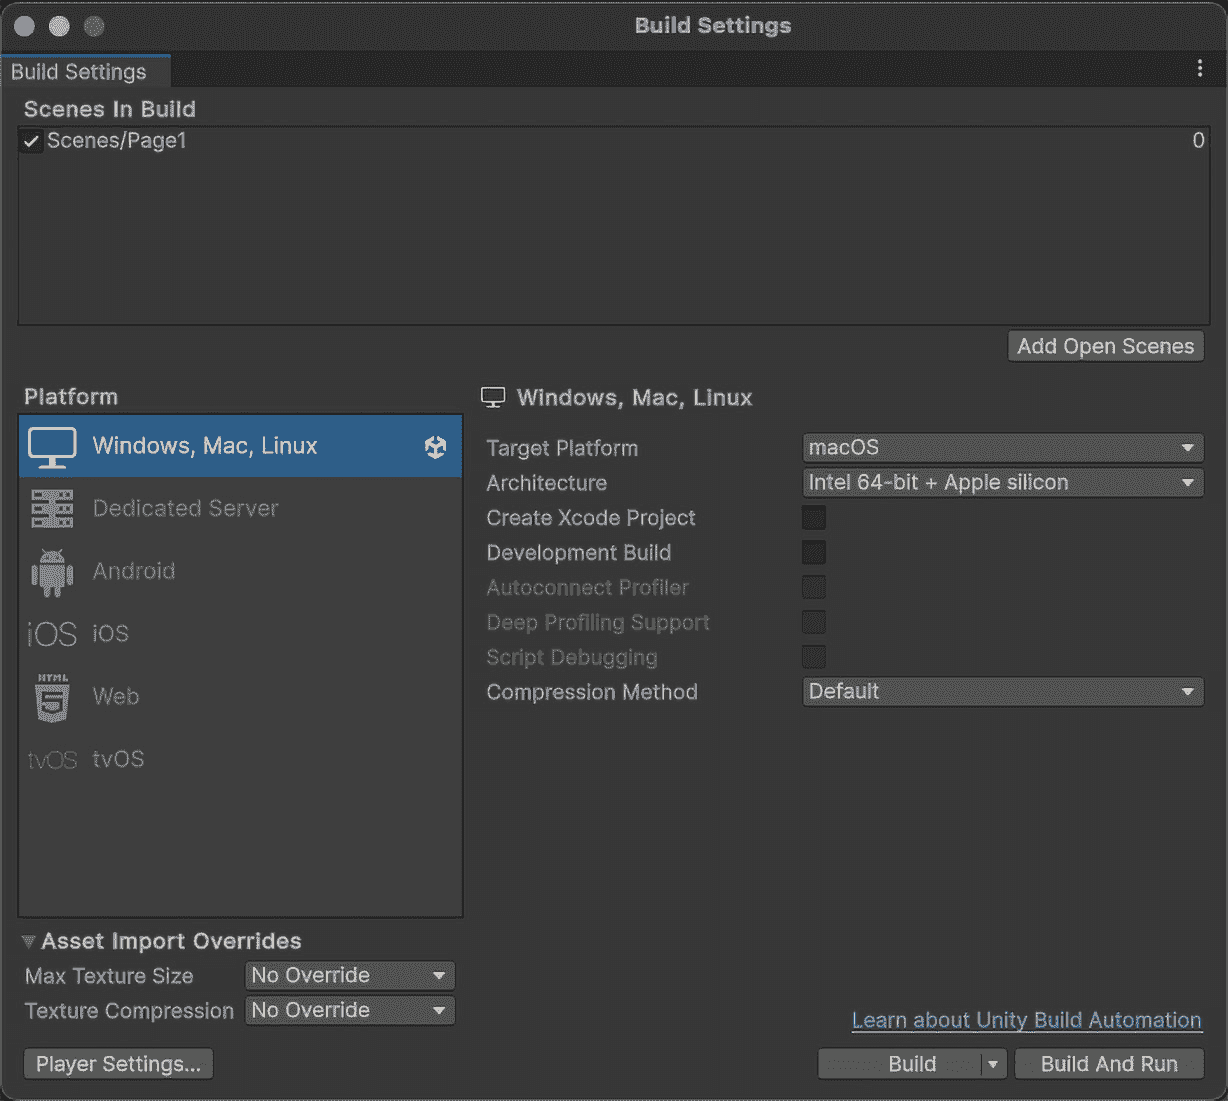 Build Settings
Build Settings
Scenes In Build
Scenes/Page1 0
Add Open Scenes
Platform
Windows, Mac, Linux
Dedicated Server
Android
iOS iOS
HTML
Web
tvOS tvOS
Windows, Mac, Linux
Target Platform macOS
Architecture Intel 64-bit + Apple silicon
Create Xcode Project
Development Build
Autoconnect Profiler
Deep Profiling Support
Script Debugging
Compression Method Default
Asset Import Overrides
Max Texture Size No Override
Texture Compression No Override
Learn about Unity Build Automation
Player Settings... Build Build And Run